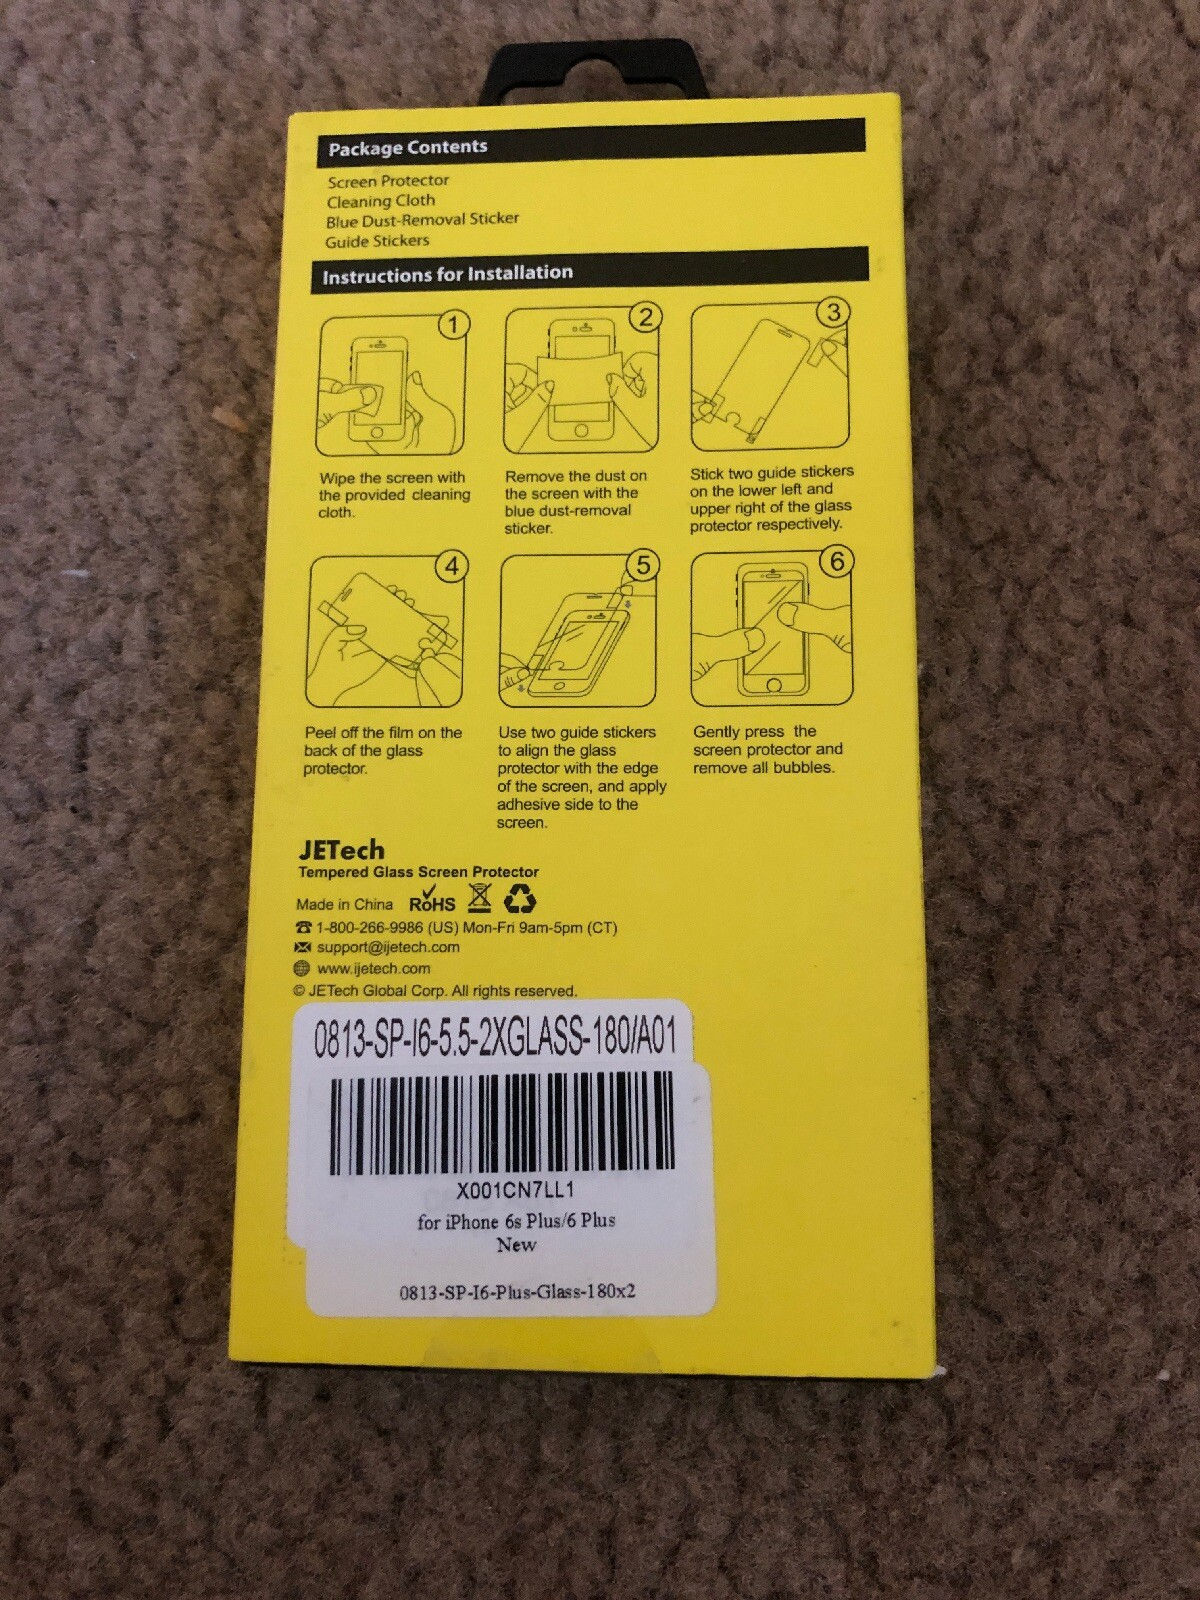 Package Contents
Screen Protector
Cleaning Cloth
Blue Dust-Removal Sticker
Guide Stickers
Instructions for Installation
1
Wipe the screen with
the provided cleaning
cloth.
2
Remove the dust on
the screen with the
blue dust-removal
sticker.
3
Stick two guide stickers
on the lower left and
upper right of the glass
protector respectively.
4
Peel off the film on the
back of the glass
protector.
5
Use two guide stickers
to align the glass
protector with the edge
of the screen, and apply
adhesive side to the
screen.
6
Gently press the
screen protector and
remove all bubbles.
JETech
Tempered Glass Screen Protector
Made in China RoHS
1-800-266-9986 (US) Mon-Fri 9am-5pm (CT)
support@ijetech.com
www.ijetech.com
© JETech Global Corp. All rights reserved.
0813-SP-I6-5.5-2XGLASS-180/A01
X001CN7LL1
for iPhone 6s Plus/6 Plus
New
0813-SP-I6-Plus-Glass-180x2